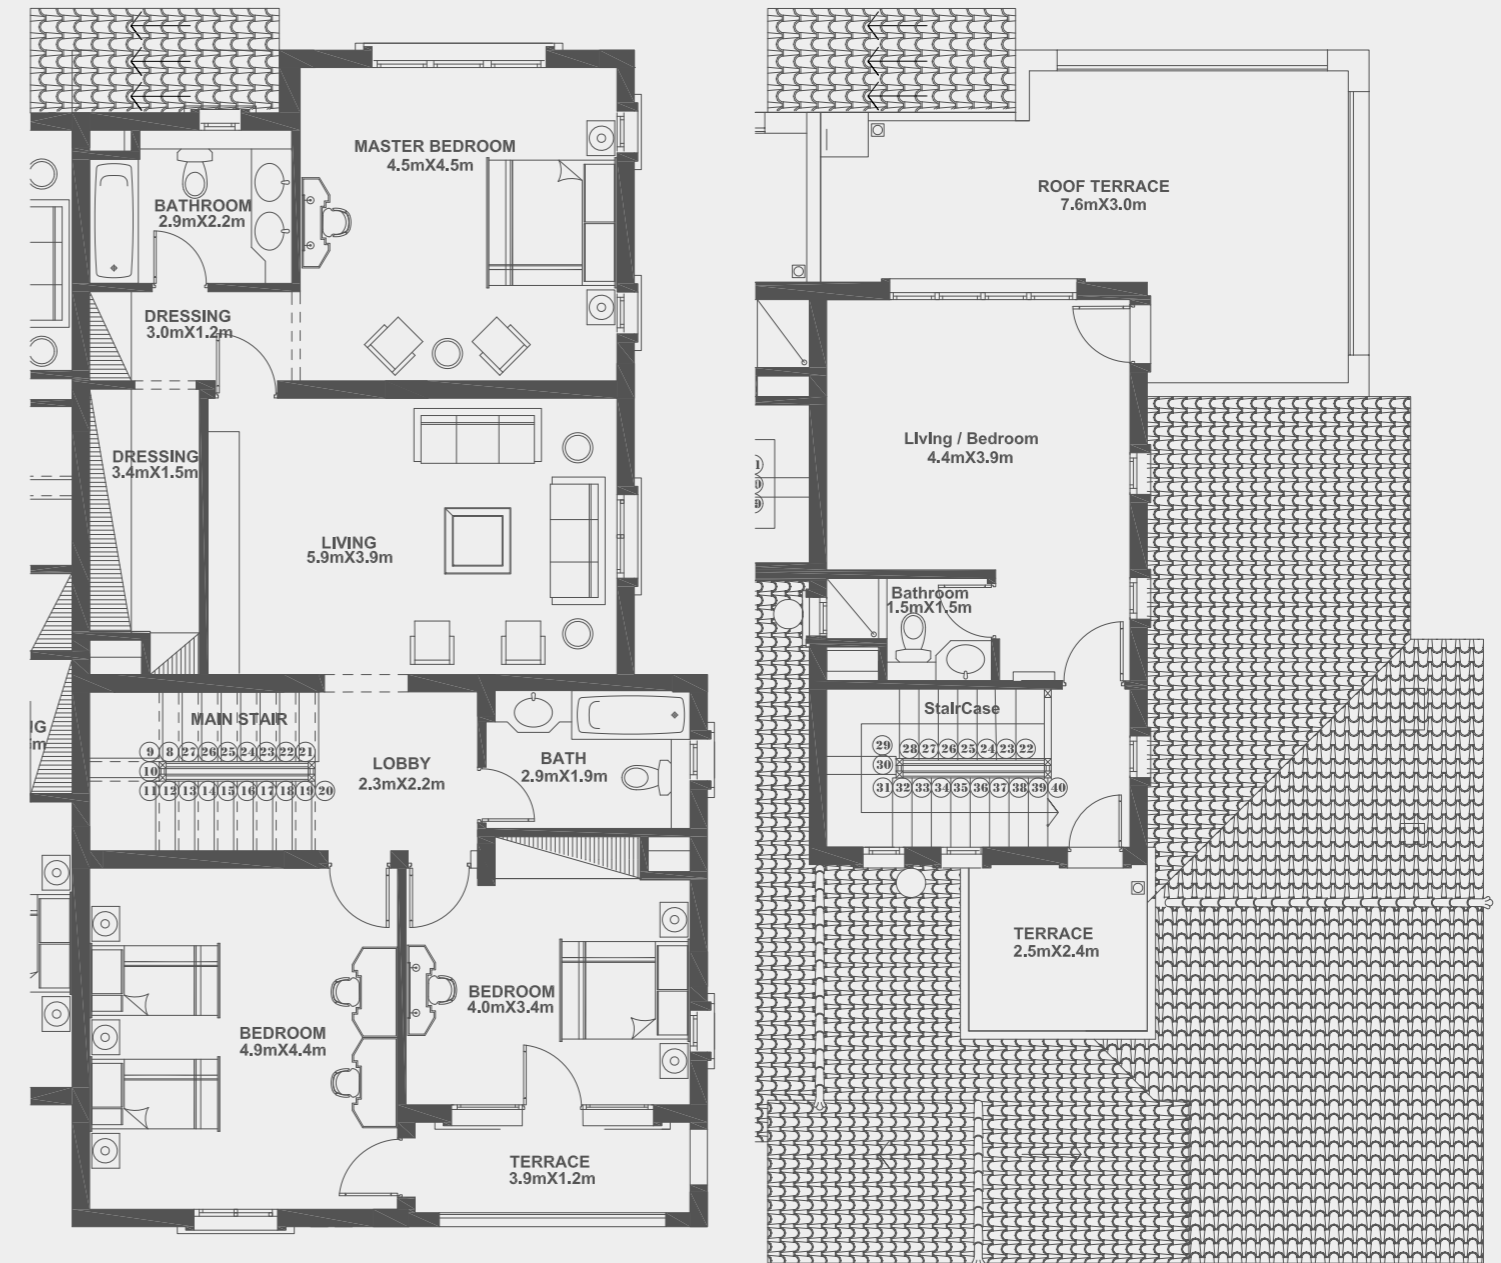 MASTER BEDROOM
4.5mX4.5m
BATHROOM
2.9mX2.2m
DRESSING
3.0mX1.2m
DRESSING
3.4mX1.5m
LIVING
5.9mX3.9m
MAIN STAIR
9 8 27 26 25 24 23 22 21
10
11 12 13 14 15 16 17 18 19 20
LOBBY
2.3mX2.2m
BATH
2.9mX1.9m
BEDROOM
4.0mX3.4m
BEDROOM
4.9mX4.4m
TERRACE
3.9mX1.2m
ROOF TERRACE
7.6mX3.0m
LIvIng / Bedroom
4.4mX3.9m
Bathroom
1.5mX1.5m
StaIrCase
29 28 27 26 25 24 23 22
30
31 32 33 34 35 36 37 38 39 40
TERRACE
2.5mX2.4m